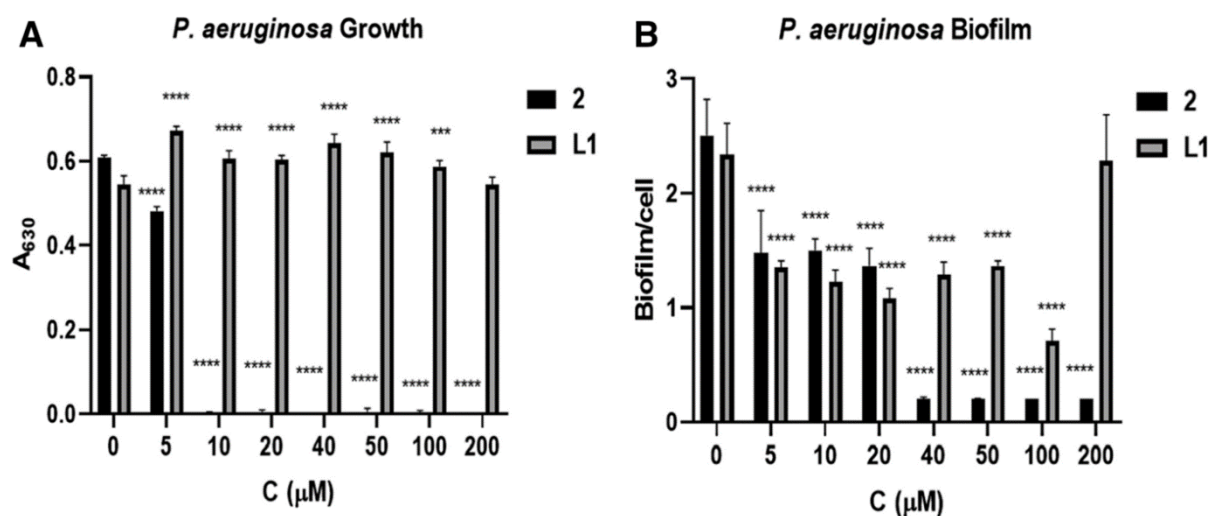 A
P. aeruginosa Growth
0.8
0.6
0.4
0.2
0.0
A630
**** **** **** **** **** *** 
****
**** **** **** **** **** ****
0 5 10 20 40 50 100 200
C (μM)
2
L1
B
P. aeruginosa Biofilm
3
2
1
0
Biofilm/cell
**** **** ****
**** **** **** **** ****
****
**** **** **** ****
0 5 10 20 40 50 100 200
C (μM)
2
L1